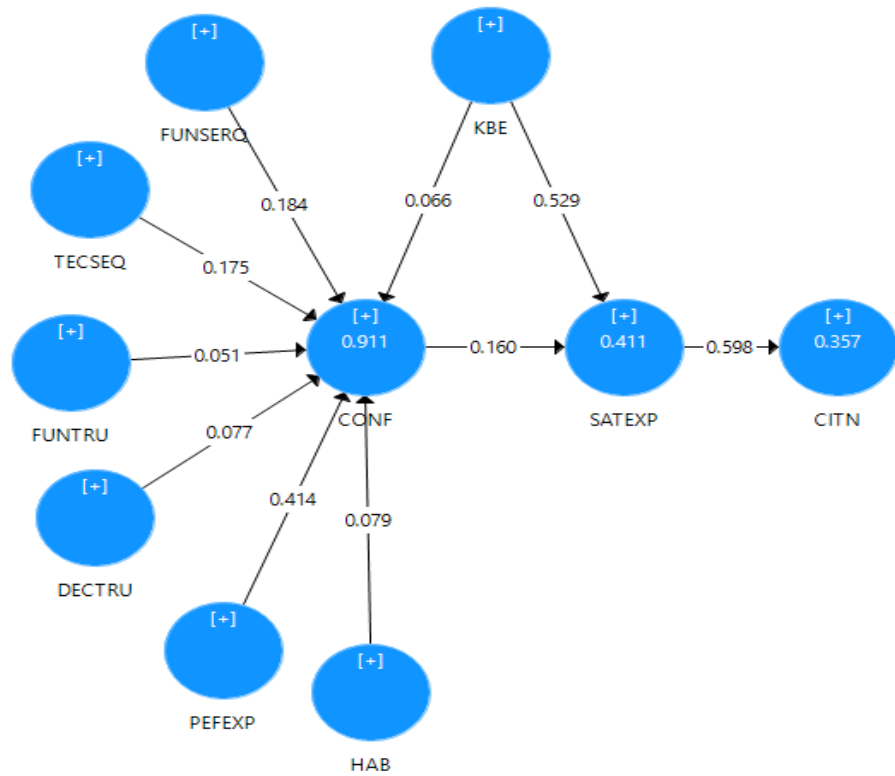 [+]
FUNSERQ
[+]
KBE
[+]
TECSEQ
0.184
0.066
0.529
0.175
[+]
FUNTRU
0.051
[+]
0.911
CONF
0.160
[+]
0.411
SATEXP
0.598
[+]
0.357
CITN
0.077
[+]
DECTRU
0.414
0.079
[+]
PEFEXP
[+]
HAB